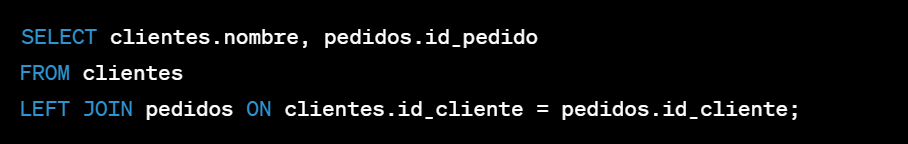 SELECT clientes.nombre, pedidos.id_pedido
FROM clientes
LEFT JOIN pedidos ON clientes.id_cliente = pedidos.id_cliente;